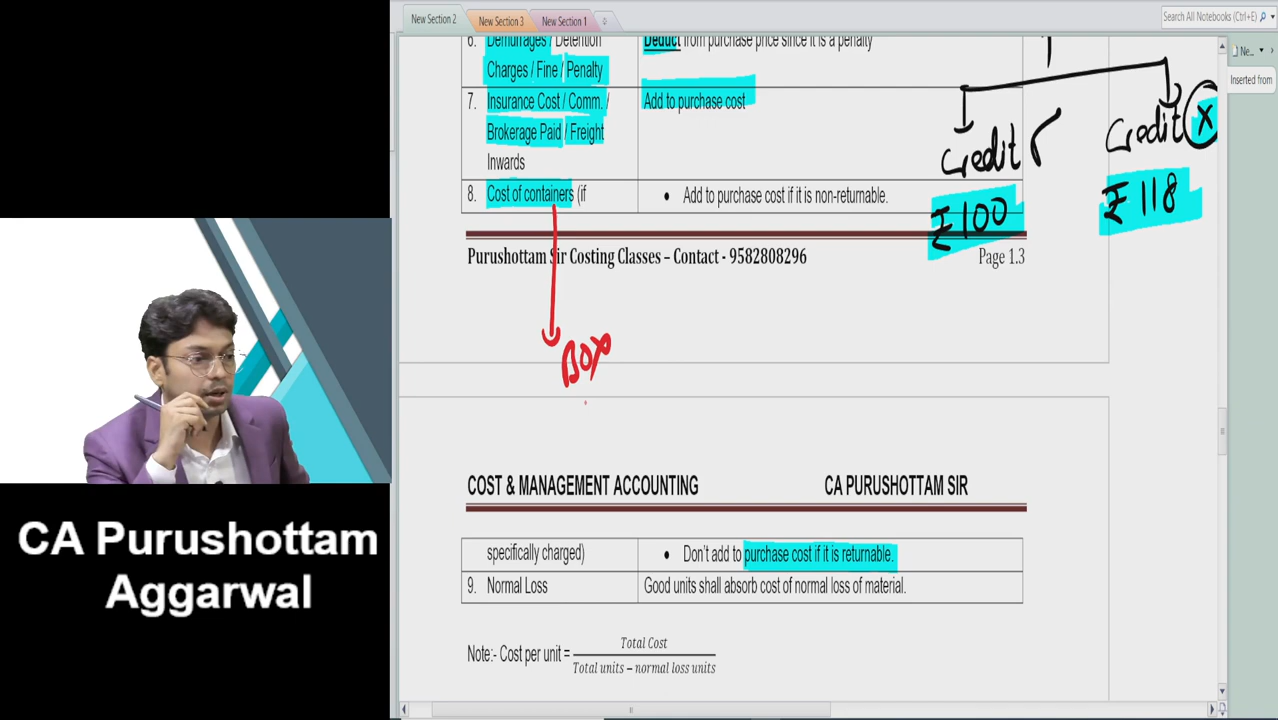 New Section 2
New Section 3
New Section 1
Search All Notebooks (Ctrl+E)
Ne...
Inserted from
6. Demurrages / Detention Deduct from purchase price since it is a penalty
Charges / Fine / Penalty
7. Insurance Cost / Comm. / Add to purchase cost
Brokerage Paid / Freight
Inwards
8. Cost of containers (if • Add to purchase cost if it is non-returnable.
Credit ✓
₹100
Credit X
₹118
Purushottam Sir Costing Classes – Contact - 9582808296 Page 1.3
Box
COST & MANAGEMENT ACCOUNTING CA PURUSHOTTAM SIR
specifically charged) • Don't add to purchase cost if it is returnable.
9. Normal Loss Good units shall absorb cost of normal loss of material.
Note:- Cost per unit = Total Cost
Total units – normal loss units
CA Purushottam
Aggarwal